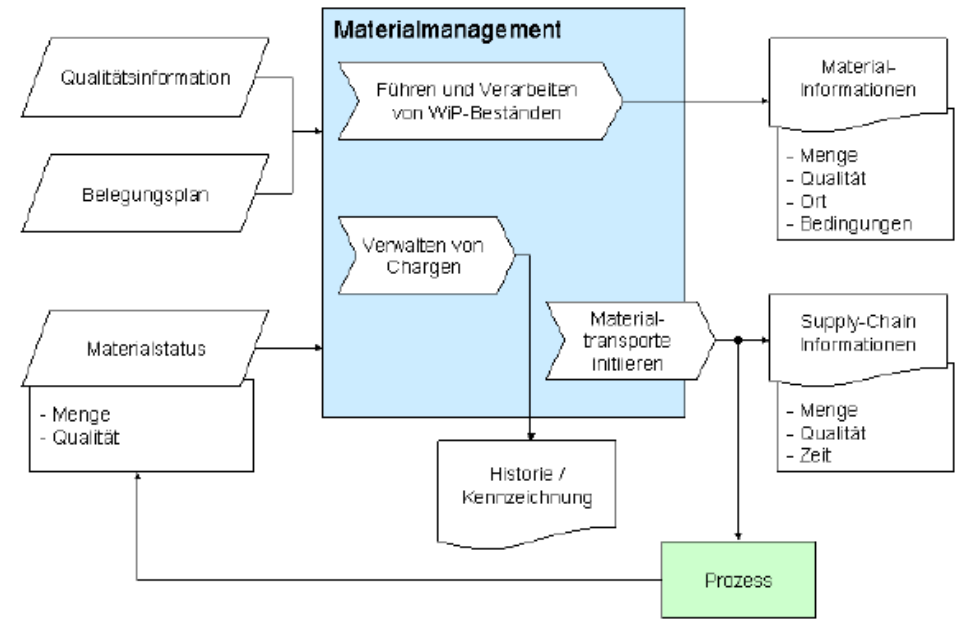 Materialmanagement
Qualitätsinformation
Belegungsplan
Führen und Verarbeiten
von WiP-Beständen
Material-
Informationen
- Menge
- Qualität
- Ort
- Bedingungen
Verwalten von
Chargen
Materialstatus
- Menge
- Qualität
Material-
transporte
initiieren
Supply-Chain
Informationen
- Menge
- Qualität
- Zeit
Historie /
Kennzeichnung
Prozess